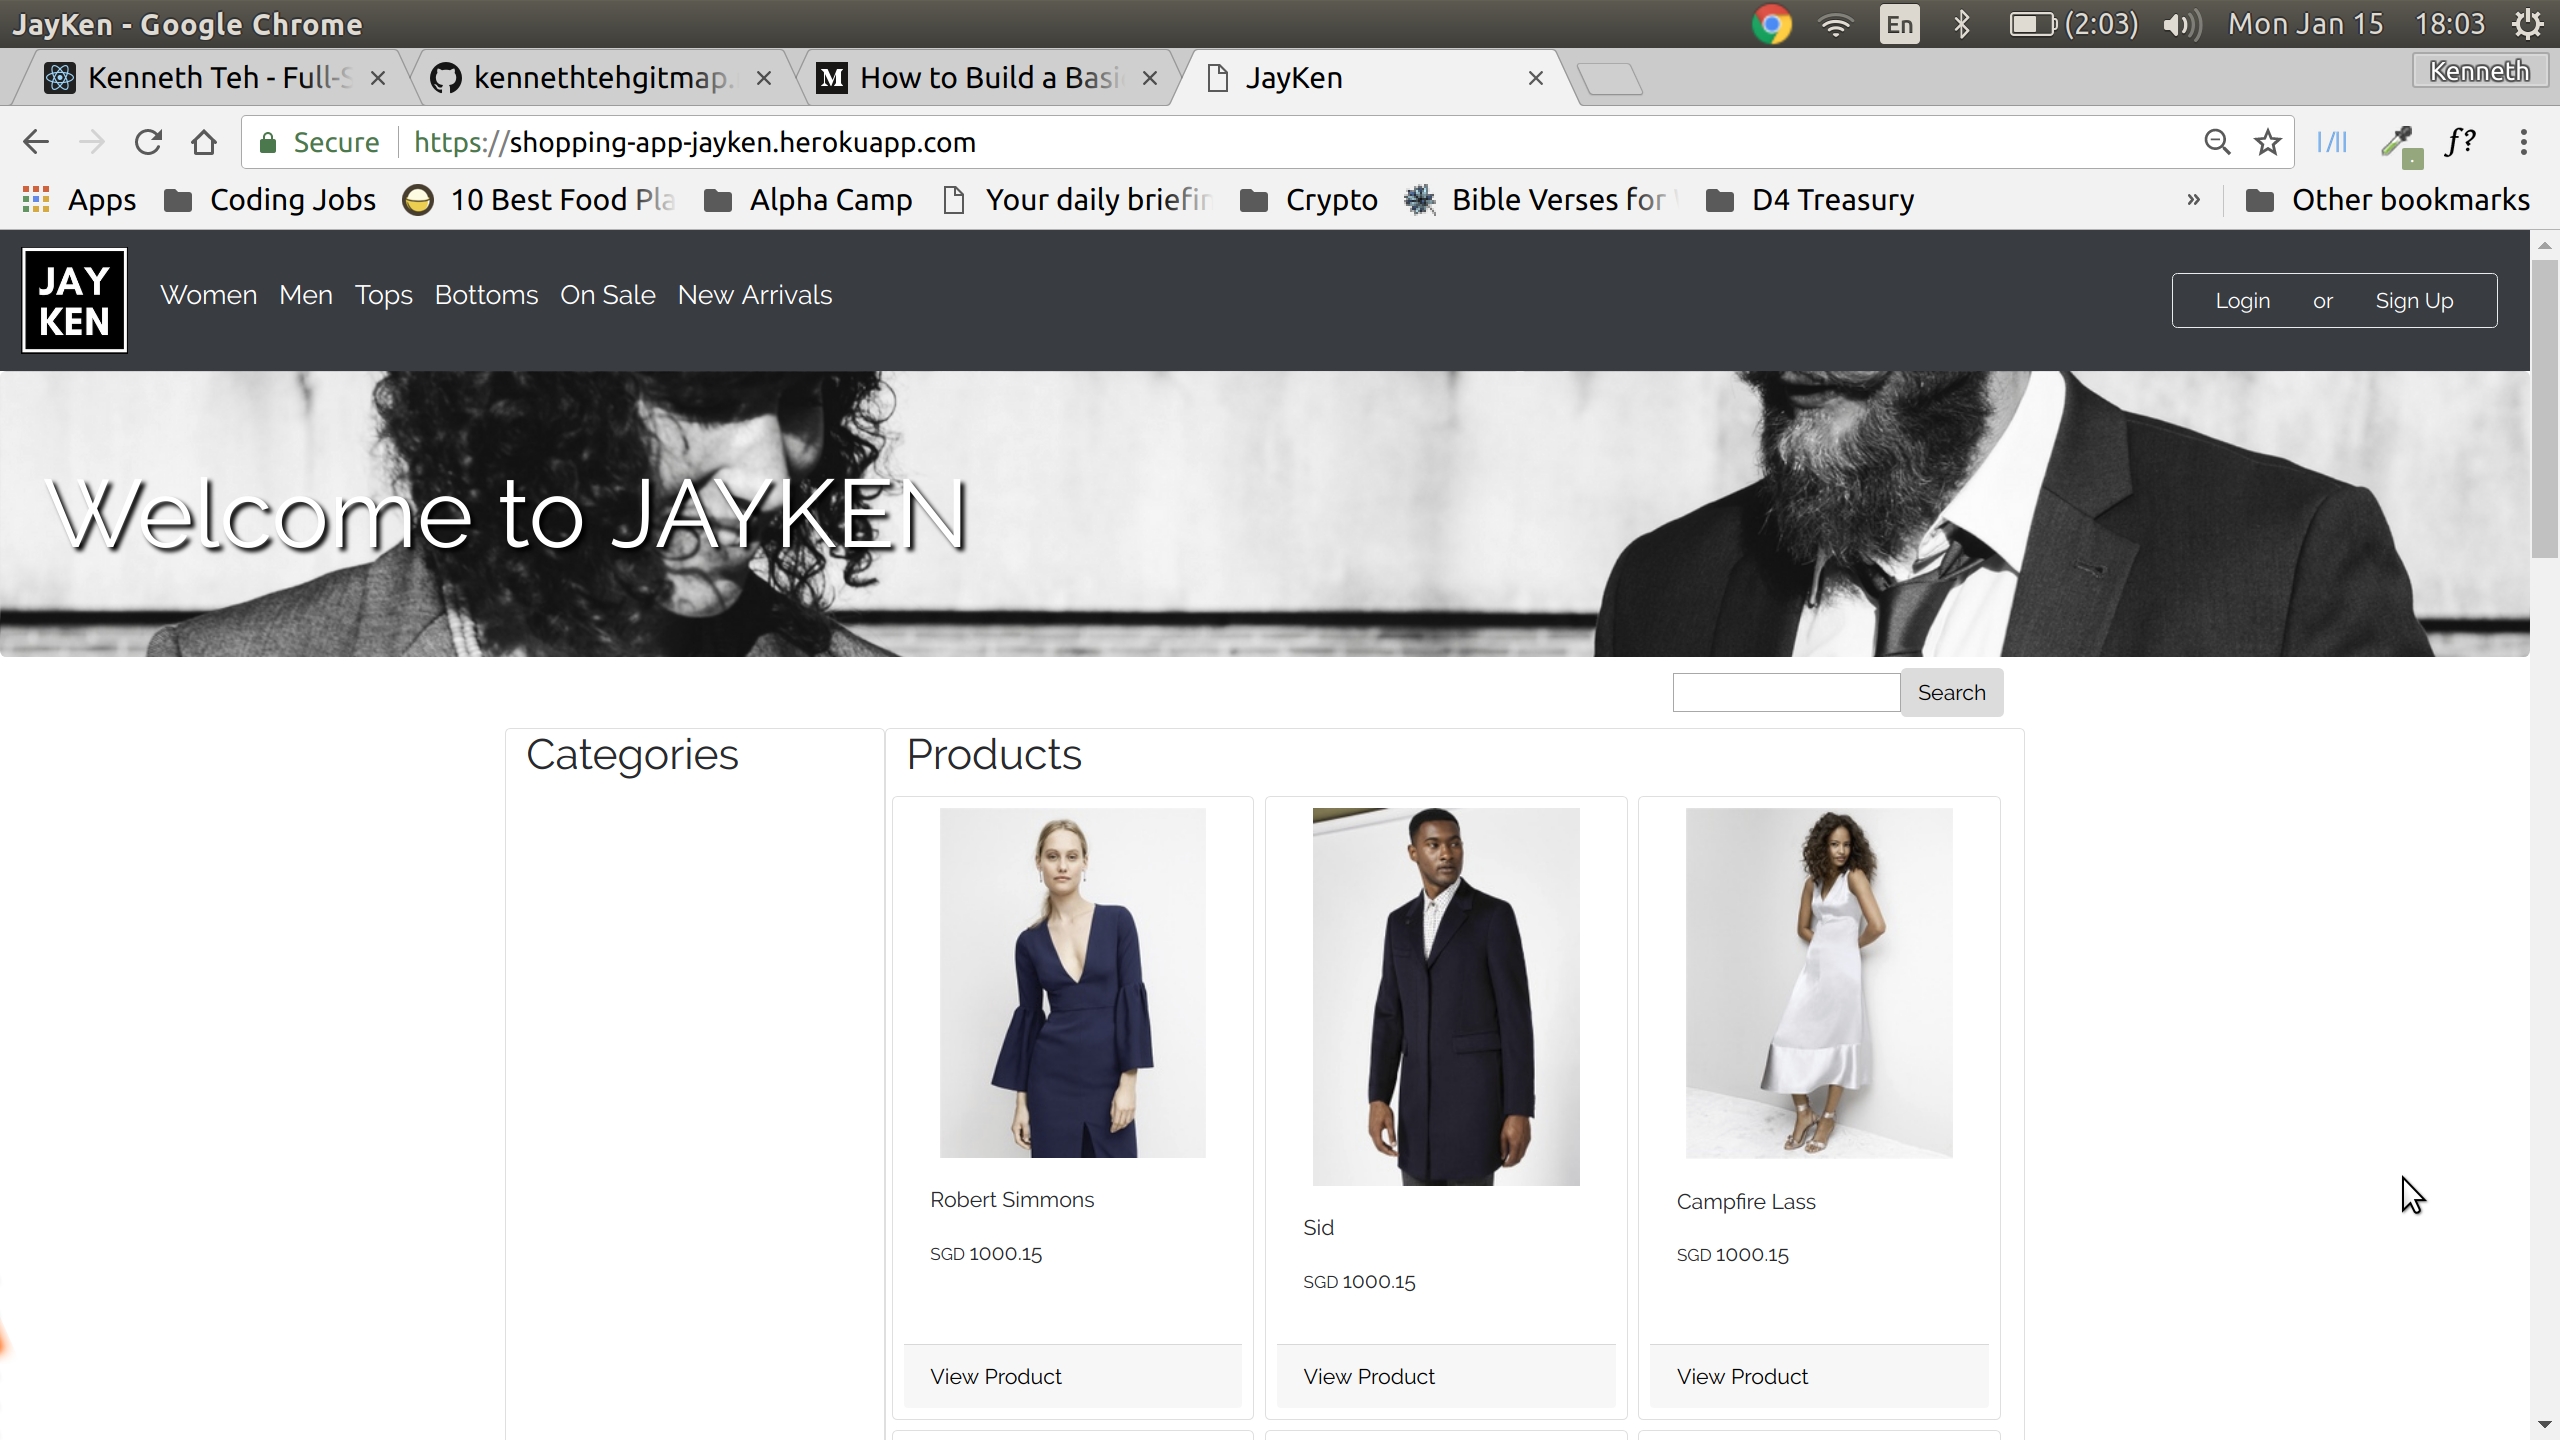 JayKen - Google Chrome
En
(2:03)
Mon Jan 15
18:03
Kenneth Teh - Full-S
kennethtehgitmap.
How to Build a Basi
JayKen
Kenneth
Secure
https://shopping-app-jayken.herokuapp.com
I/II
f?
Apps
Coding Jobs
10 Best Food Pla
Alpha Camp
Your daily briefin
Crypto
Bible Verses for
D4 Treasury
»
Other bookmarks
JAY
KEN
Women
Men
Tops
Bottoms
On Sale
New Arrivals
Login
or
Sign Up
Welcome to JAYKEN
Search
Categories
Products
Robert Simmons
SGD 1000.15
View Product
Sid
SGD 1000.15
View Product
Campfire Lass
SGD 1000.15
View Product